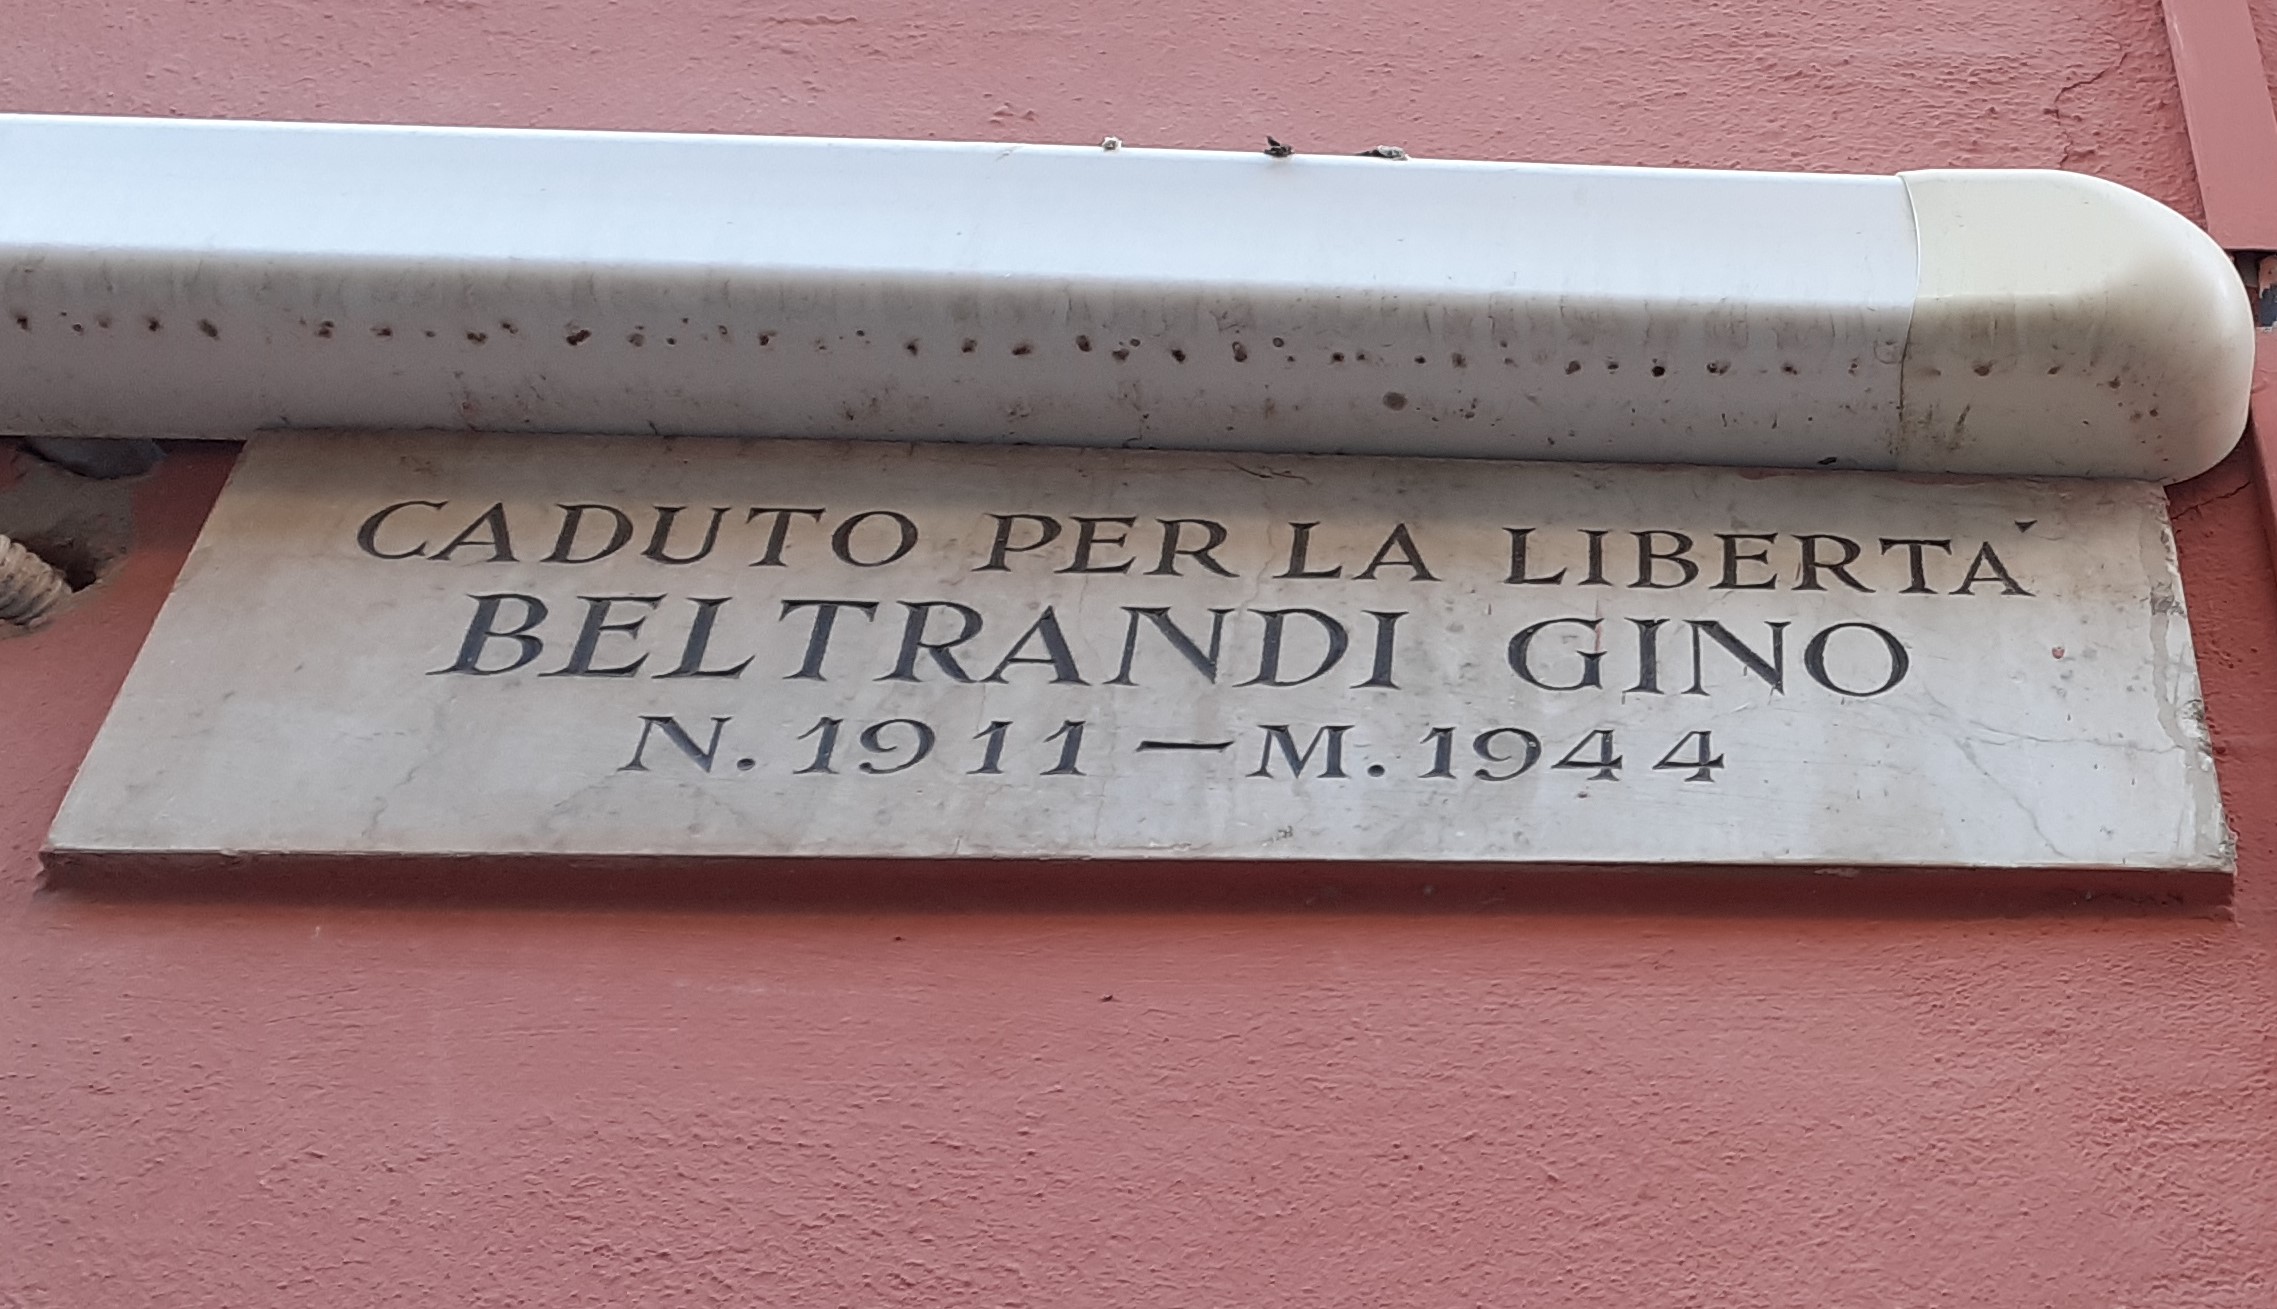 CADUTO PER LA LIBERTÀ
BELTRANDI GINO
N. 1911 — M. 1944